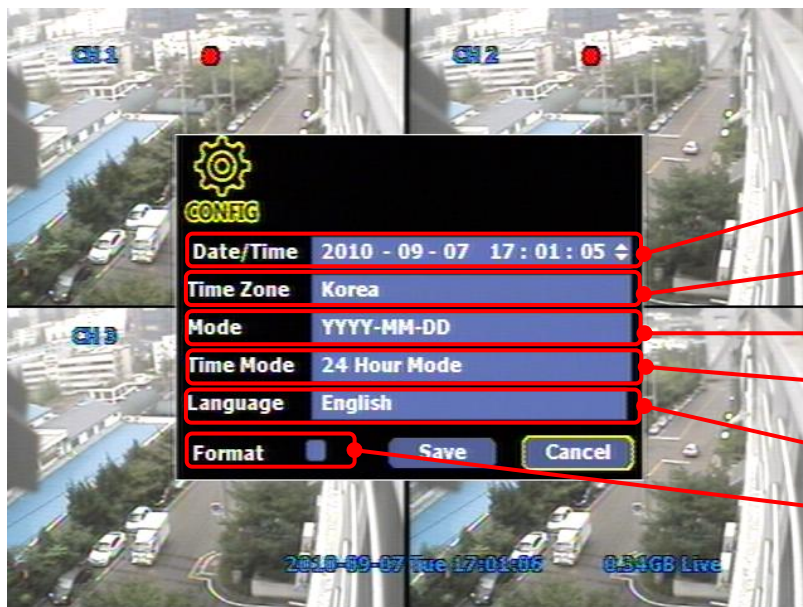 CH 1
CH 2
CONFIG
Date/Time 2010 - 09 - 07 17 : 01 : 05
Time Zone Korea
Mode YYYY-MM-DD
Time Mode 24 Hour Mode
Language English
Format Save Cancel
CH 3
2010-09-07 Tue 17:01:06 0.34GB Live